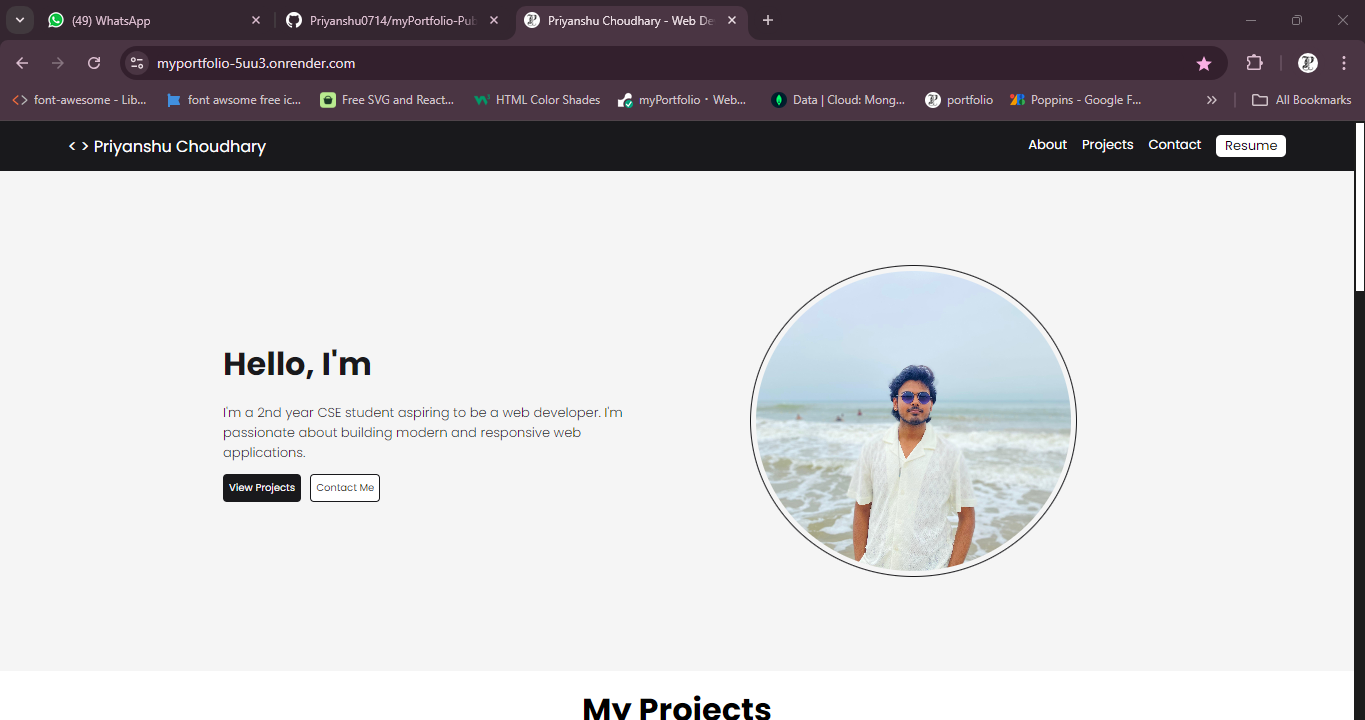 (49) WhatsApp
Priyanshu0714/myPortfolio-Pub
Priyanshu Choudhary - Web De
myportfolio-5uu3.onrender.com
font-awesome - Lib...
font awsome free ic...
Free SVG and React...
HTML Color Shades
myPortfolio · Web...
Data | Cloud: Mong...
portfolio
Poppins - Google F...
All Bookmarks
< > Priyanshu Choudhary
About
Projects
Contact
Resume
Hello, I'm
I'm a 2nd year CSE student aspiring to be a web developer. I'm
passionate about building modern and responsive web
applications.
View Projects
Contact Me
My Projects